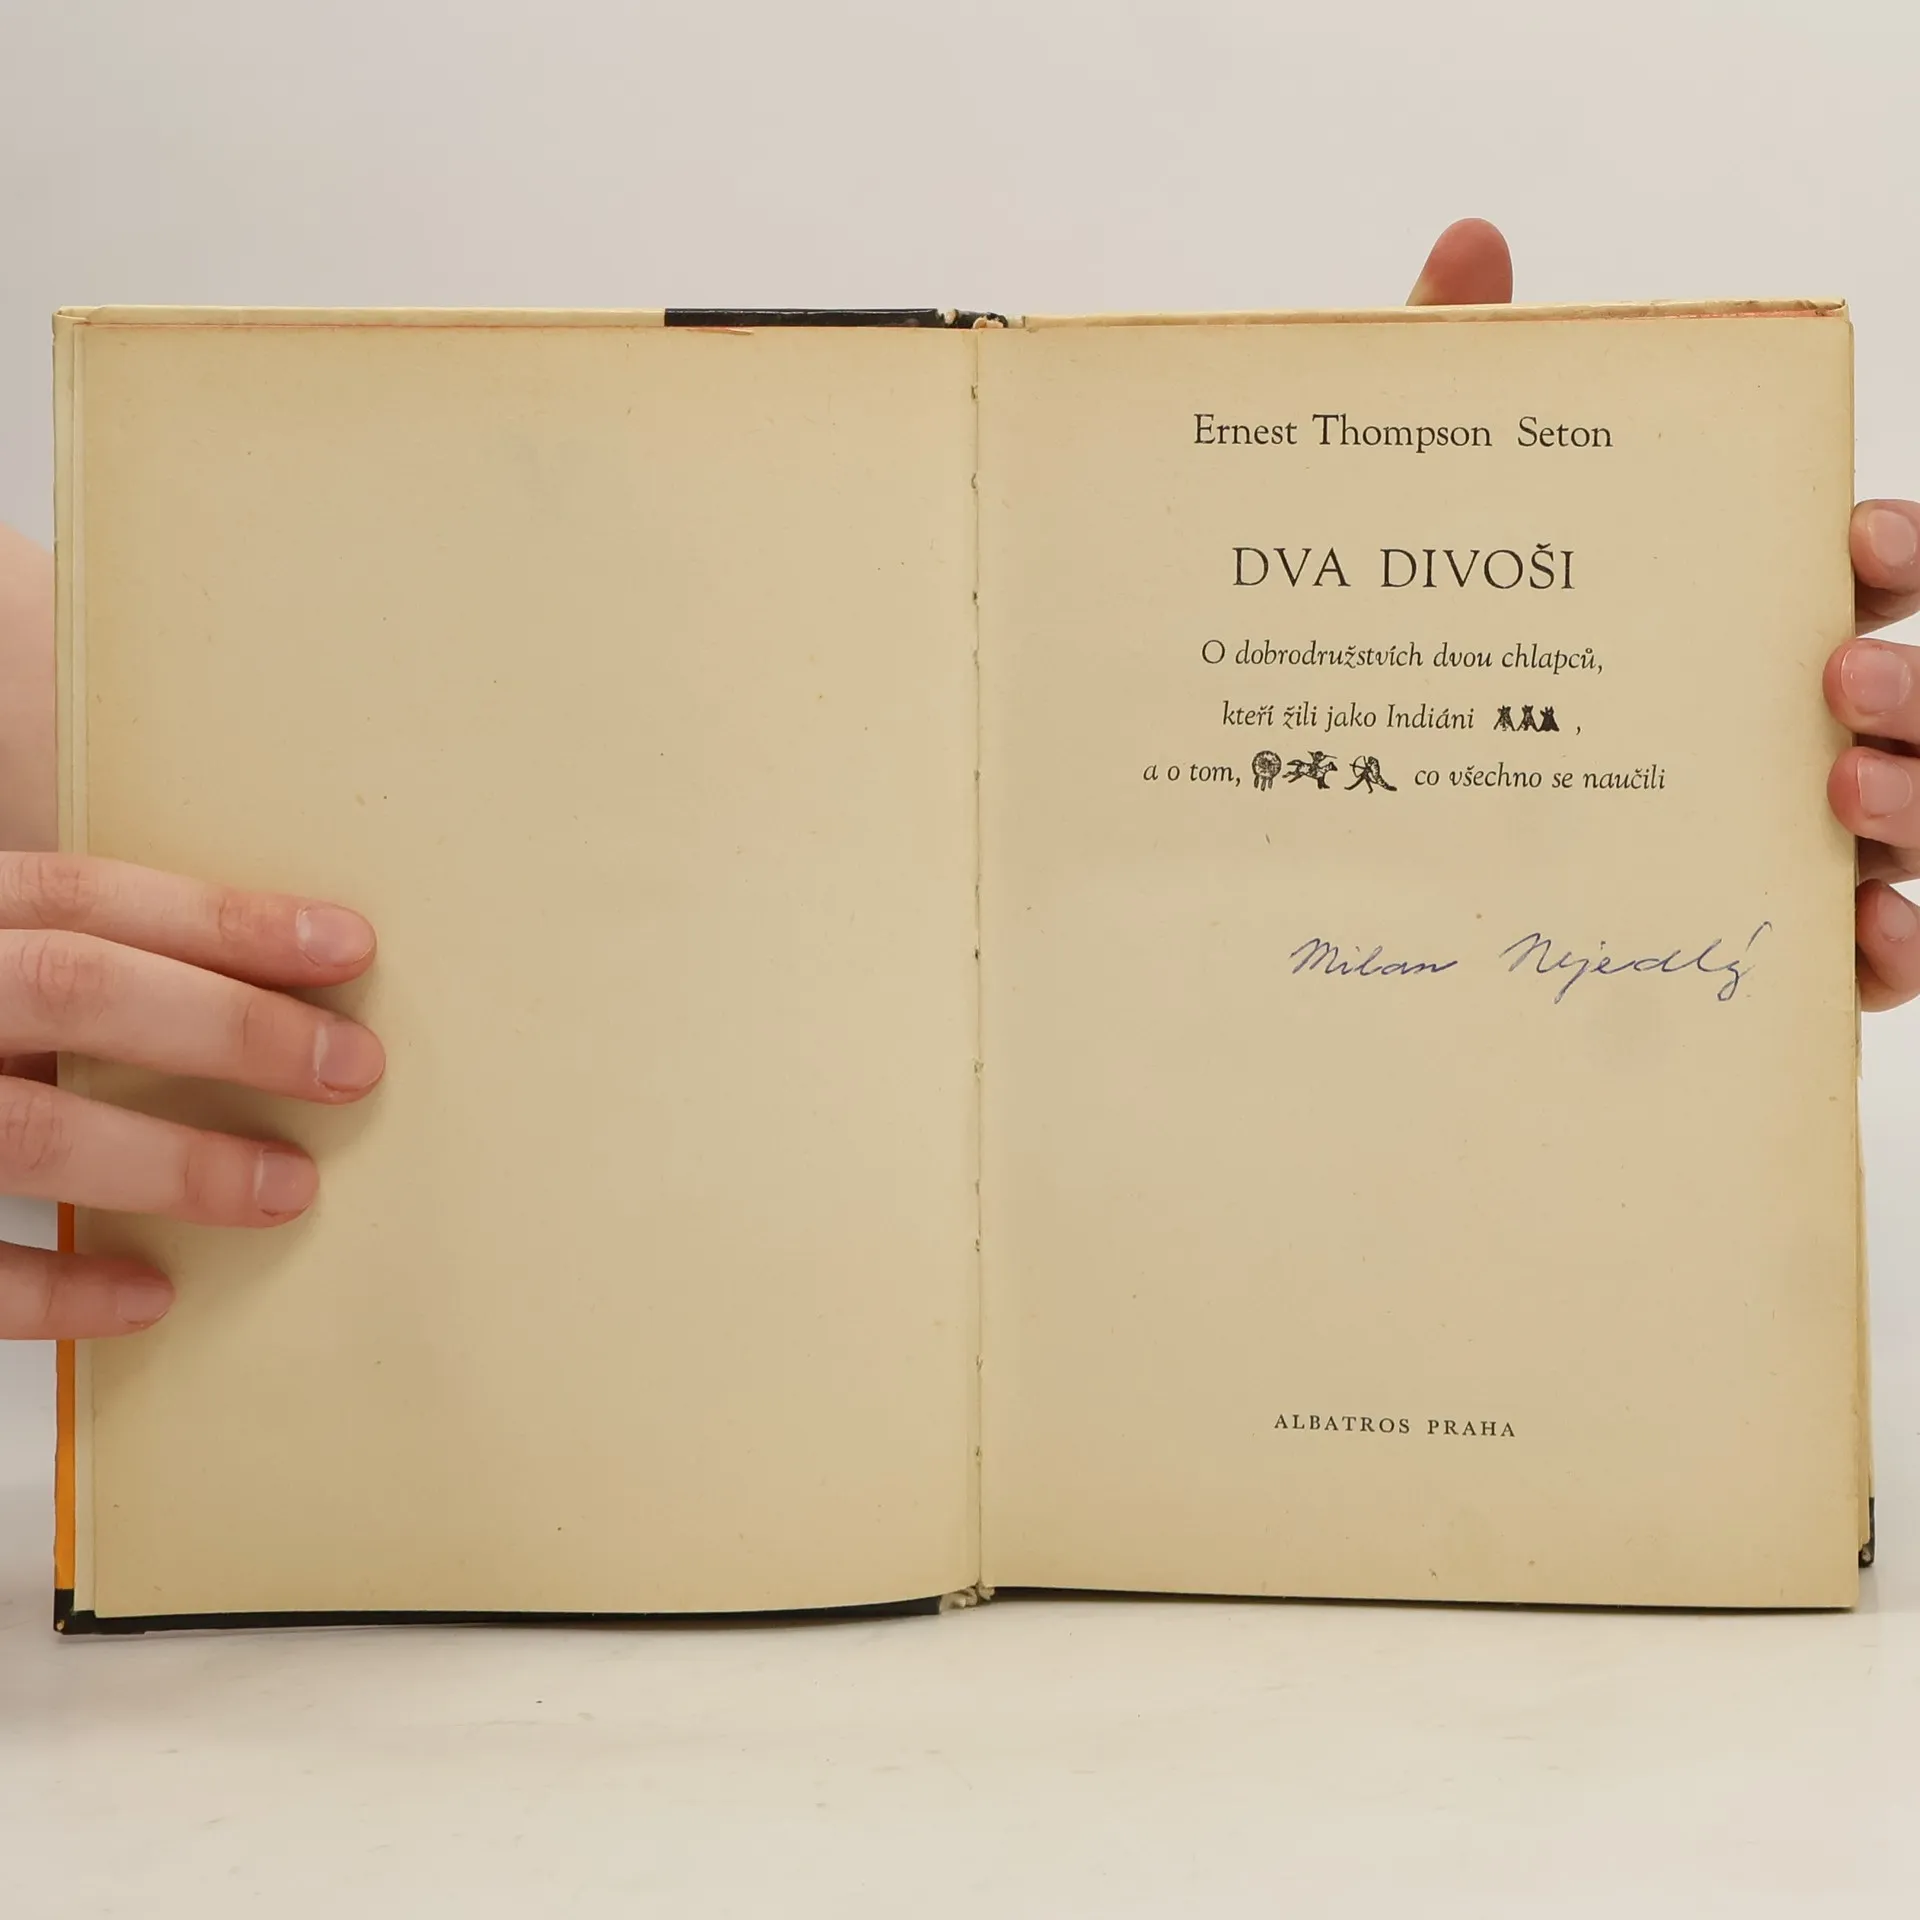 Ernest Thompson Seton
DVA DIVOŠI
O dobrodružstvích dvou chlapců,
kteří žili jako Indiáni ,
a o tom, co všechno se naučili
Milan Nejedlý
ALBATROS PRAHA